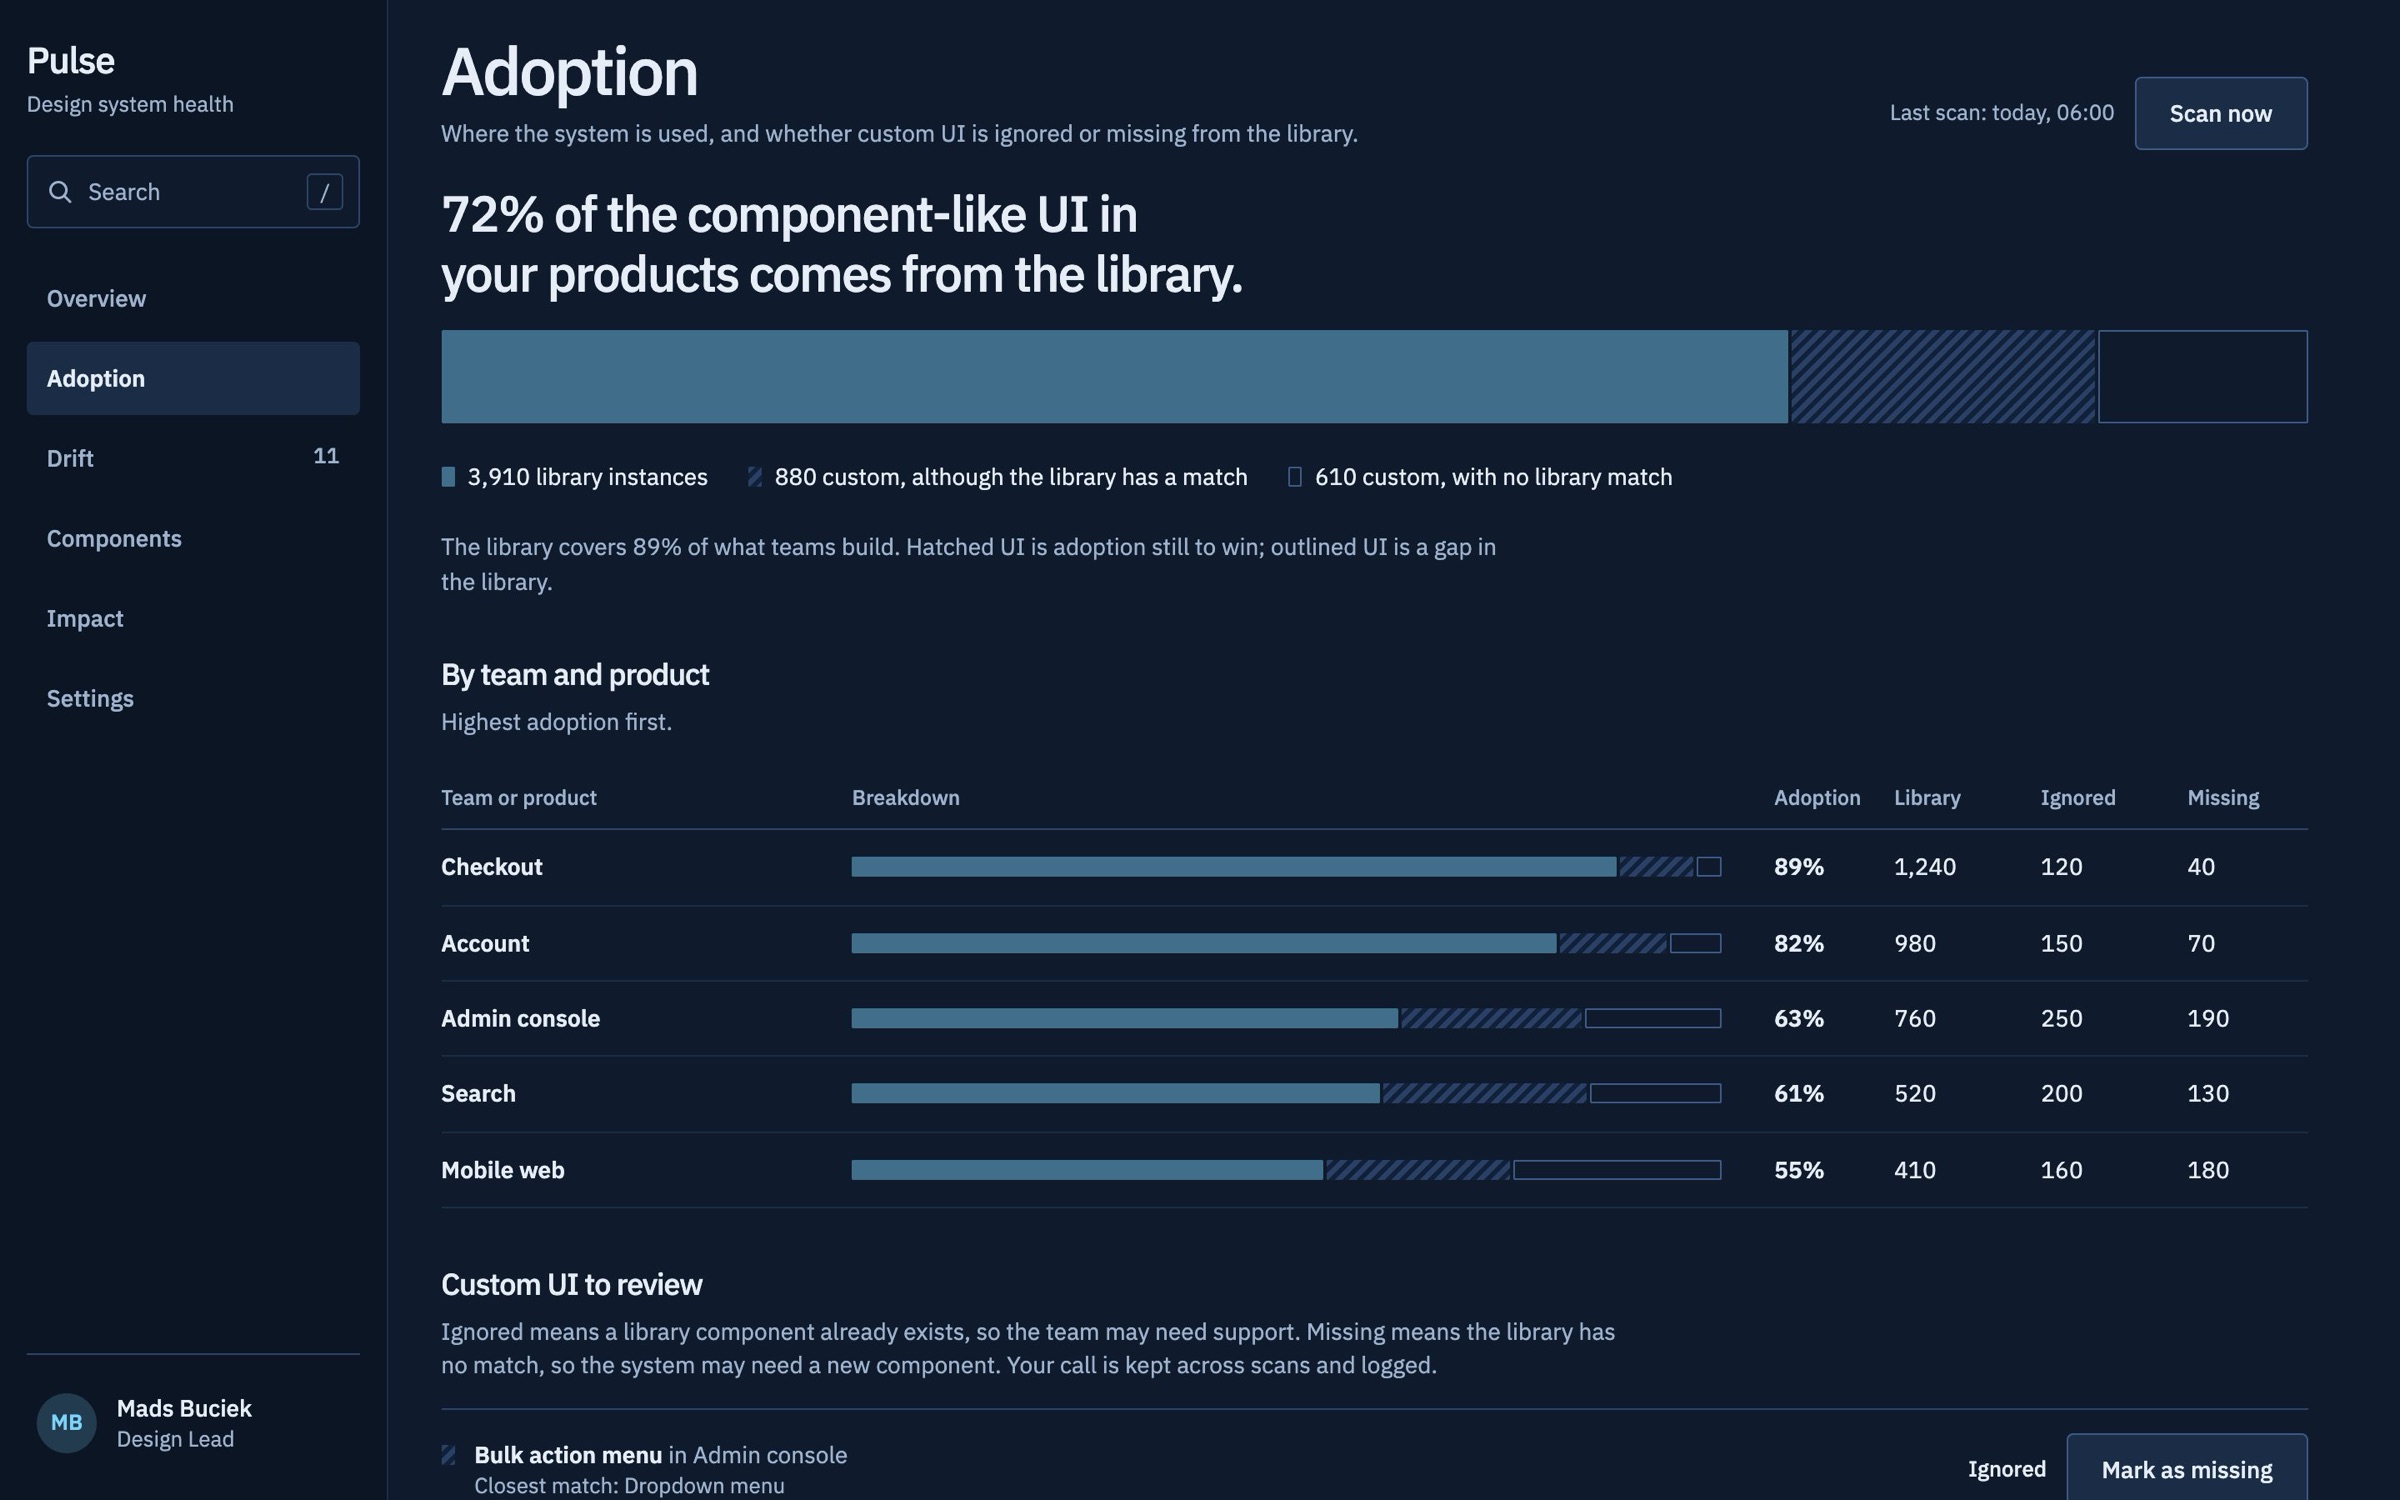 Pulse
Design system health
Search /
Overview
Adoption
Drift 11
Components
Impact
Settings
MB
Mads Buciek
Design Lead
Adoption
Where the system is used, and whether custom UI is ignored or missing from the library.
Last scan: today, 06:00
Scan now
72% of the component-like UI in
your products comes from the library.
3,910 library instances 880 custom, although the library has a match 610 custom, with no library match
The library covers 89% of what teams build. Hatched UI is adoption still to win; outlined UI is a gap in
the library.
By team and product
Highest adoption first.
Team or product Breakdown Adoption Library Ignored Missing
Checkout 89% 1,240 120 40
Account 82% 980 150 70
Admin console 63% 760 250 190
Search 61% 520 200 130
Mobile web 55% 410 160 180
Custom UI to review
Ignored means a library component already exists, so the team may need support. Missing means the library has
no match, so the system may need a new component. Your call is kept across scans and logged.
Bulk action menu in Admin console
Closest match: Dropdown menu
Ignored
Mark as missing